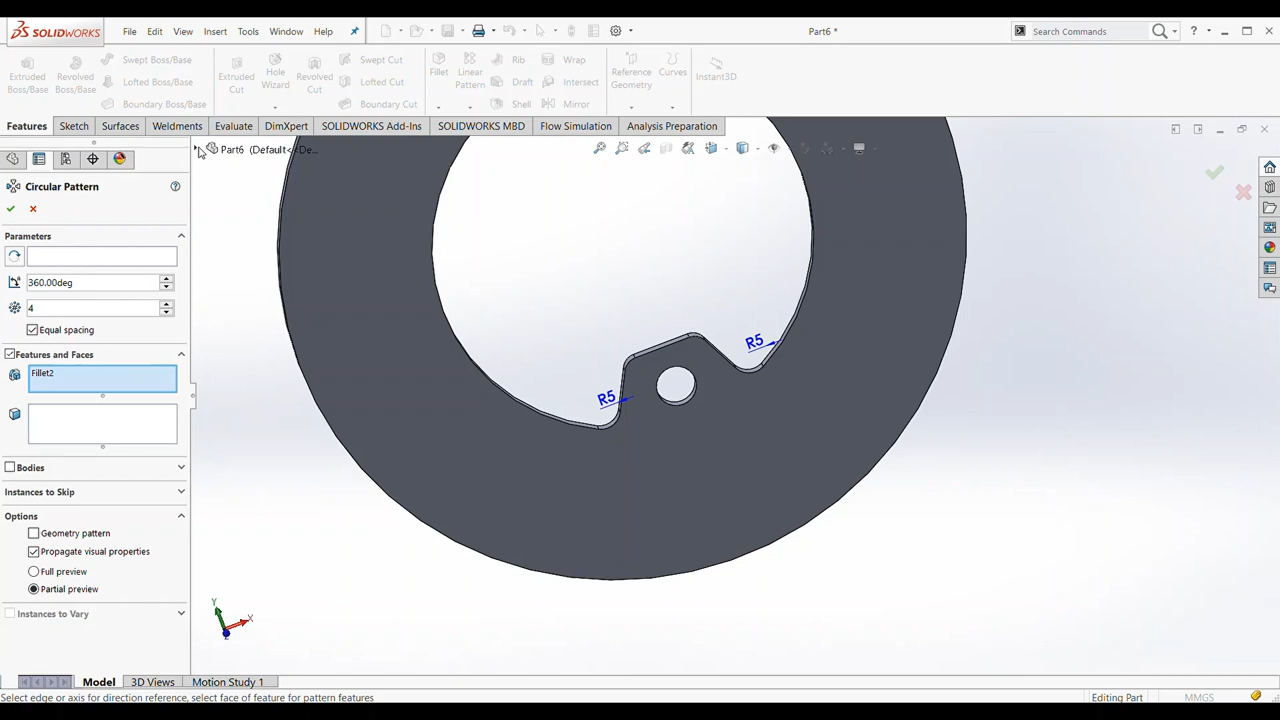 SOLIDWORKS
File Edit View Insert Tools Window Help
Part6 *
Search Commands
Extruded Boss/Base
Revolved Boss/Base
Swept Boss/Base
Lofted Boss/Base
Boundary Boss/Base
Extruded Cut
Hole Wizard
Revolved Cut
Swept Cut
Lofted Cut
Boundary Cut
Fillet
Linear Pattern
Rib
Draft
Shell
Wrap
Intersect
Mirror
Reference Geometry
Curves
Instant3D
Features Sketch Surfaces Weldments Evaluate DimXpert SOLIDWORKS Add-Ins SOLIDWORKS MBD Flow Simulation Analysis Preparation
Part6 (Default<<De...
Circular Pattern
Parameters
360.00deg
4
Equal spacing
Features and Faces
Fillet2
Bodies
Instances to Skip
Options
Geometry pattern
Propagate visual properties
Full preview
Partial preview
Instances to Vary
R5
R5
Y
X
Z
Model 3D Views Motion Study 1
Select edge or axis for direction reference, select face of feature for pattern features
Editing Part
MMGS